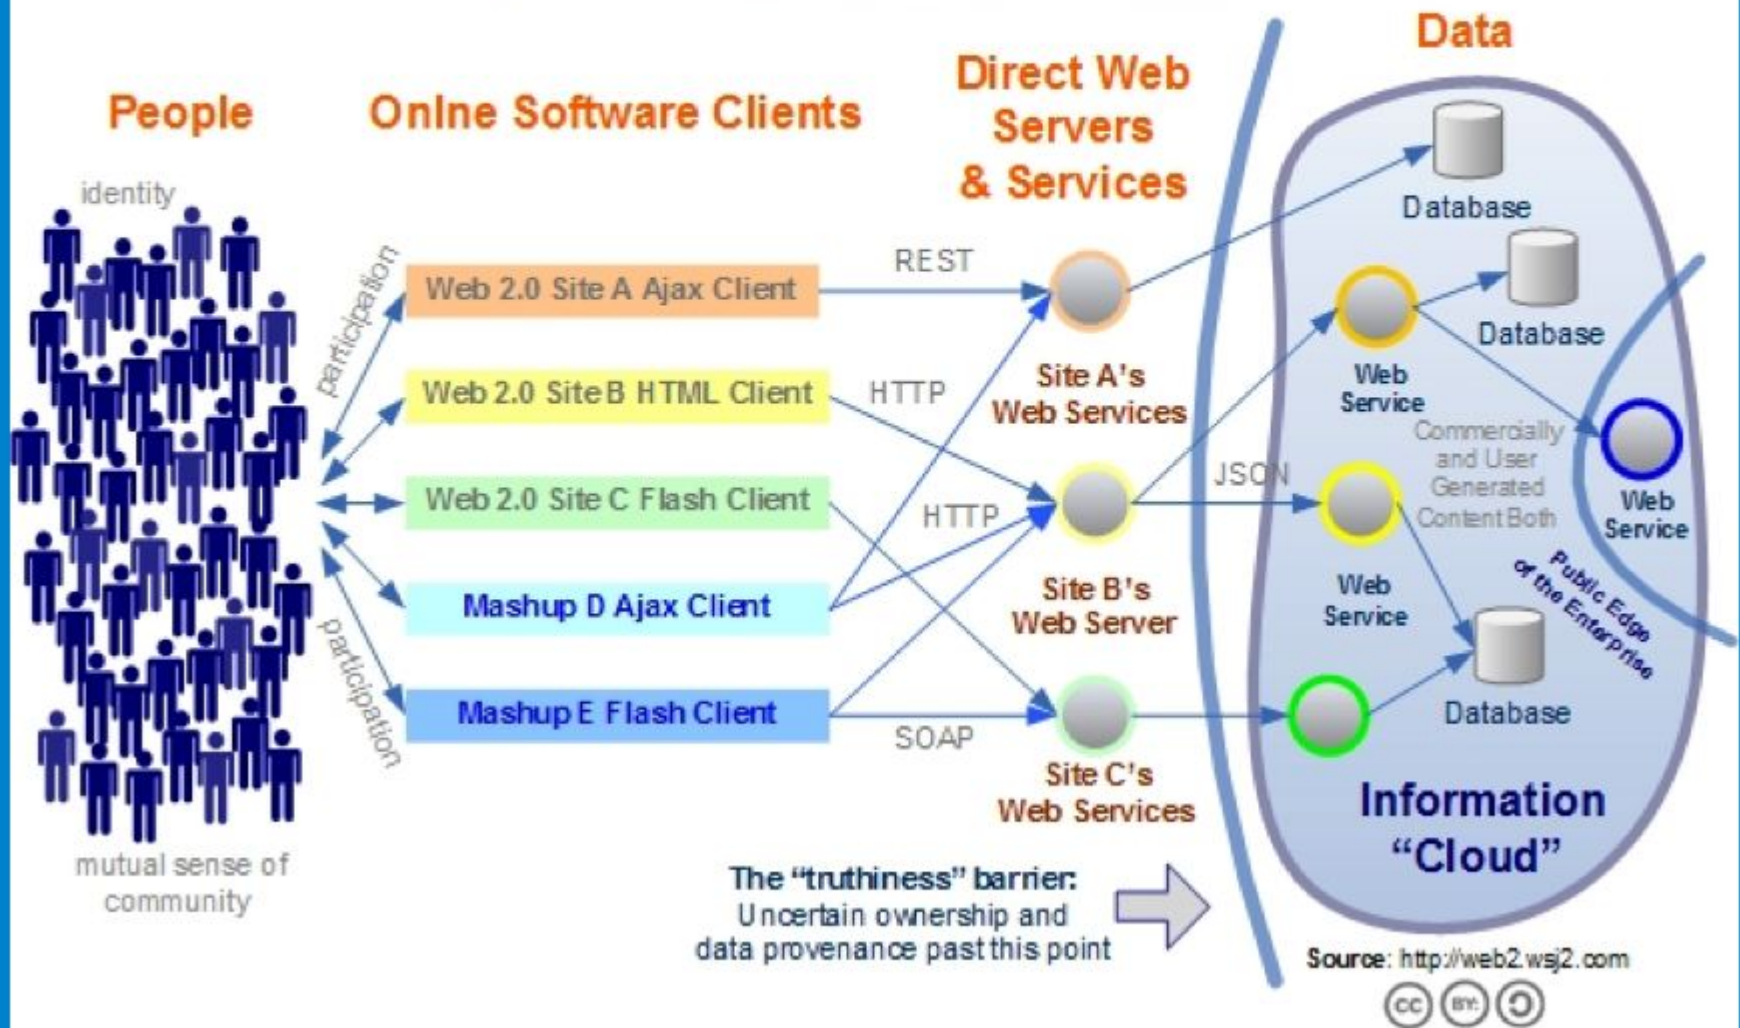 People
Onlne Software Clients
Direct Web
Servers
& Services
Data
identity
participation
participation
mutual sense of
community
Web 2.0 Site A Ajax Client
Web 2.0 Site B HTML Client
Web 2.0 Site C Flash Client
Mashup D Ajax Client
Mashup E Flash Client
REST
HTTP
HTTP
SOAP
Site A's
Web Services
Site B's
Web Server
Site C's
Web Services
JSON
Database
Database
Web
Service
Commercially
and User
Generated
Content Both
Web
Service
Web
Service
Public Edge
of the Enterprise
Database
Information
“Cloud”
The “truthiness” barrier:
Uncertain ownership and
data provenance past this point
Source: http://web2.wsj2.com
cc BY: